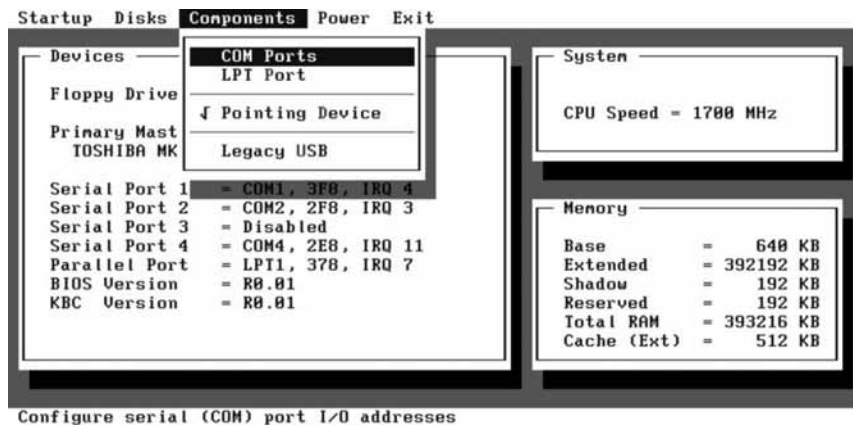 Startup Disks Components Power Exit
COM Ports
LPT Port
√ Pointing Device
Legacy USB
Devices
Floppy Drive
Primary Mast
TOSHIBA MK
Serial Port 1 = COM1, 3F8, IRQ 4
Serial Port 2 = COM2, 2F8, IRQ 3
Serial Port 3 = Disabled
Serial Port 4 = COM4, 2E8, IRQ 11
Parallel Port = LPT1, 378, IRQ 7
BIOS Version = R0.01
KBC Version = R0.01
System
CPU Speed = 1700 MHz
Memory
Base = 640 KB
Extended = 392192 KB
Shadow = 192 KB
Reserved = 192 KB
Total RAM = 393216 KB
Cache (Ext) = 512 KB
Configure serial (COM) port I/O addresses